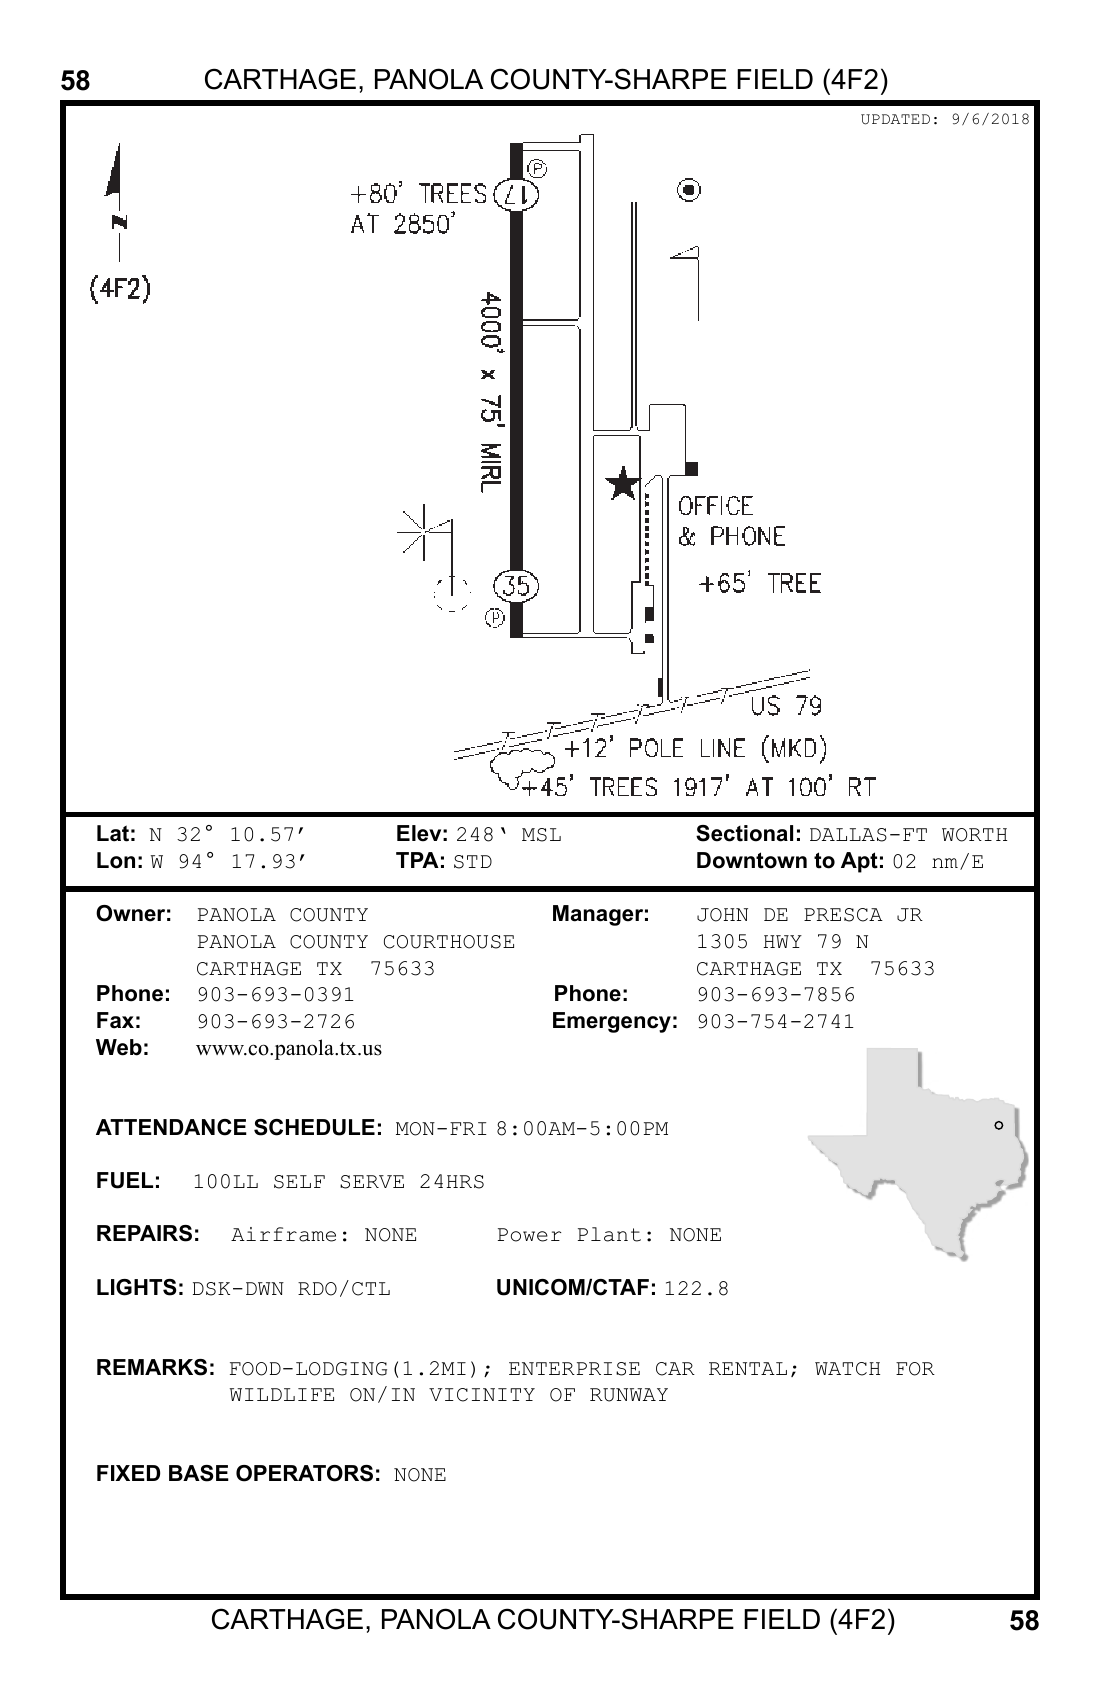 58 CARTHAGE, PANOLA COUNTY-SHARPE FIELD (4F2)
UPDATED: 9/6/2018
N
(4F2)
+80' TREES
AT 2850'
P
17
4000' x 75' MIRL
OFFICE
& PHONE
+65' TREE
35
P
US 79
+12' POLE LINE (MKD)
+45' TREES 1917' AT 100' RT
Lat: N 32° 10.57′ Elev: 248‘ MSL Sectional: DALLAS-FT WORTH
Lon: W 94° 17.93′ TPA: STD Downtown to Apt: 02 nm/E
Owner: PANOLA COUNTY Manager: JOHN DE PRESCA JR
PANOLA COUNTY COURTHOUSE 1305 HWY 79 N
CARTHAGE TX 75633 CARTHAGE TX 75633
Phone: 903-693-0391 Phone: 903-693-7856
Fax: 903-693-2726 Emergency: 903-754-2741
Web: www.co.panola.tx.us
ATTENDANCE SCHEDULE: MON-FRI 8:00AM-5:00PM
FUEL: 100LL SELF SERVE 24HRS
REPAIRS: Airframe: NONE Power Plant: NONE
LIGHTS: DSK-DWN RDO/CTL UNICOM/CTAF: 122.8
REMARKS: FOOD-LODGING(1.2MI); ENTERPRISE CAR RENTAL; WATCH FOR
WILDLIFE ON/IN VICINITY OF RUNWAY
FIXED BASE OPERATORS: NONE
CARTHAGE, PANOLA COUNTY-SHARPE FIELD (4F2) 58